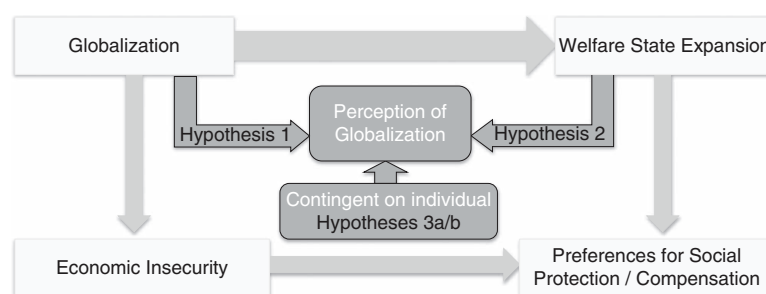 Globalization
Welfare State Expansion
Perception of
Globalization
Hypothesis 1
Hypothesis 2
Contingent on individual
Hypotheses 3a/b
Economic Insecurity
Preferences for Social
Protection / Compensation